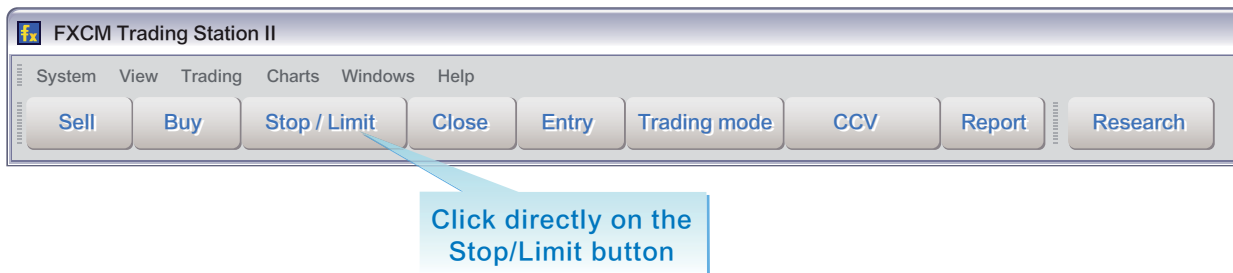 fx FXCM Trading Station II
System View Trading Charts Windows Help
Sell Buy Stop / Limit Close Entry Trading mode CCV Report Research
Click directly on the
Stop/Limit button